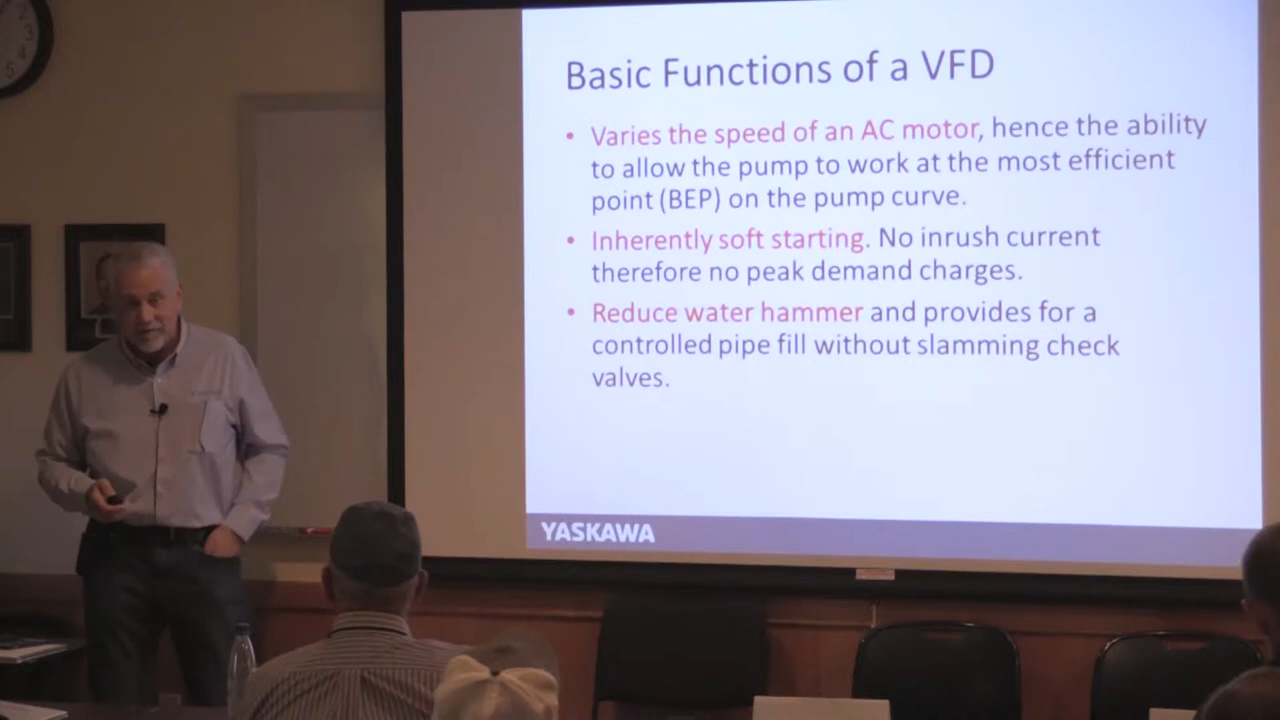 Basic Functions of a VFD
• Varies the speed of an AC motor, hence the ability
to allow the pump to work at the most efficient
point (BEP) on the pump curve.
• Inherently soft starting. No inrush current
therefore no peak demand charges.
• Reduce water hammer and provides for a
controlled pipe fill without slamming check
valves.
YASKAWA